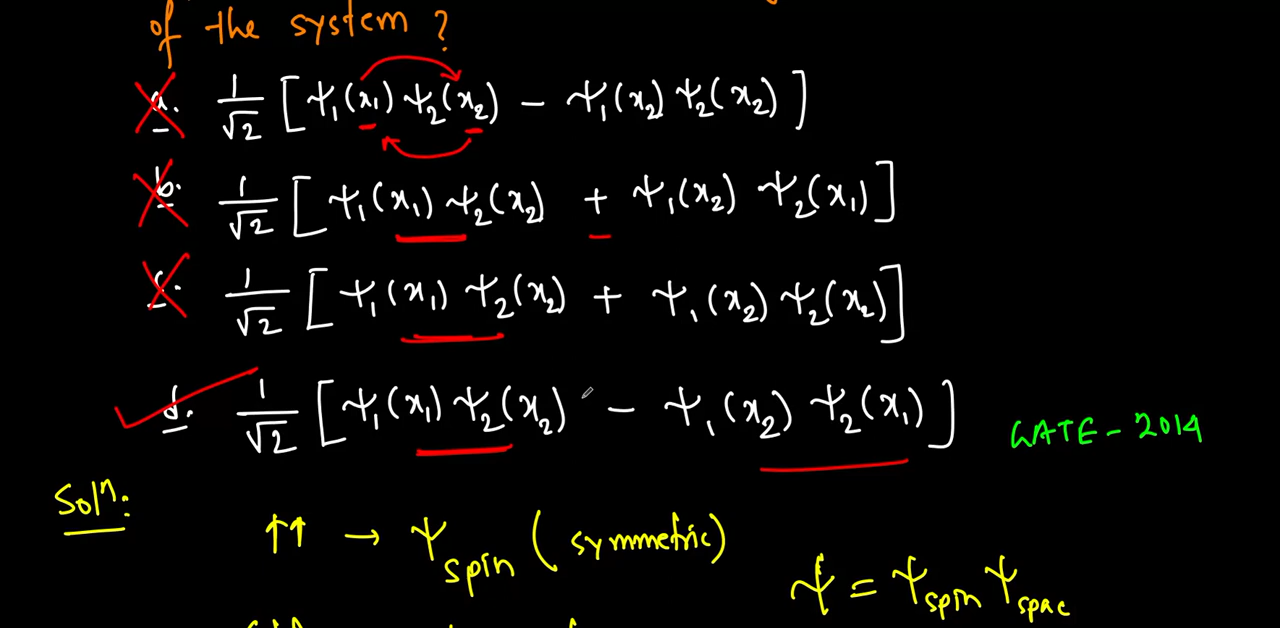 of the system ?
a. 1/√2 [ψ₁(x₁) ψ₂(x₂) − ψ₁(x₂) ψ₂(x₂)]
b. 1/√2 [ψ₁(x₁) ψ₂(x₂) + ψ₁(x₂) ψ₂(x₁)]
c. 1/√2 [ψ₁(x₁) ψ₂(x₂) + ψ₁(x₂) ψ₂(x₂)]
d. 1/√2 [ψ₁(x₁) ψ₂(x₂) − ψ₁(x₂) ψ₂(x₁)]
GATE - 2014
Solⁿ:
↑↑ → ψspin (symmetric)
ψ = ψspin ψspac